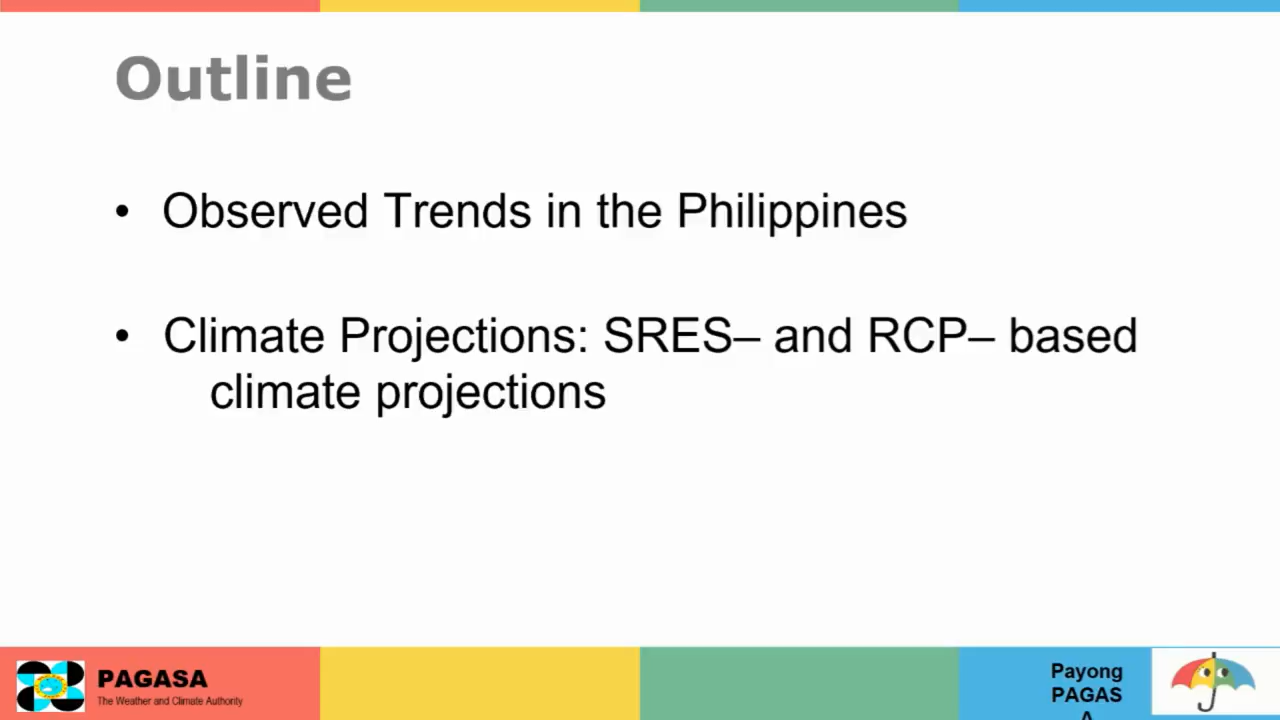 Outline
• Observed Trends in the Philippines
• Climate Projections: SRES– and RCP– based
climate projections
PAGASA
The Weather and Climate Authority
Payong
PAGAS
A